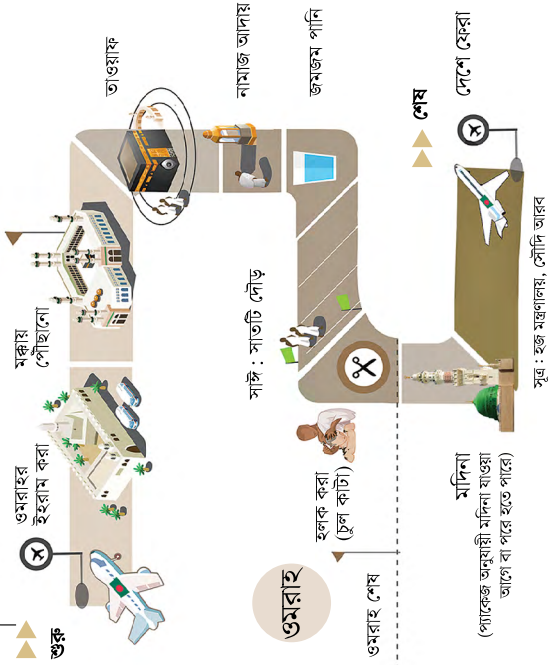 ওমরাহ
শুরু
ওমরাহর
ইহরাম করা
মক্কায়
পৌঁছানো
তাওয়াফ
নামাজ আদায়
জমজম পানি
সাঈ : সাতটি দৌড়
হলক করা
(চুল কাটা)
ওমরাহ শেষ
মদিনা
(প্যাকেজ অনুযায়ী মদিনা যাওয়া
আগে বা পরে হতে পারে)
শেষ
দেশে ফেরা
সূত্র : হজ মন্ত্রণালয়, সৌদি আরব